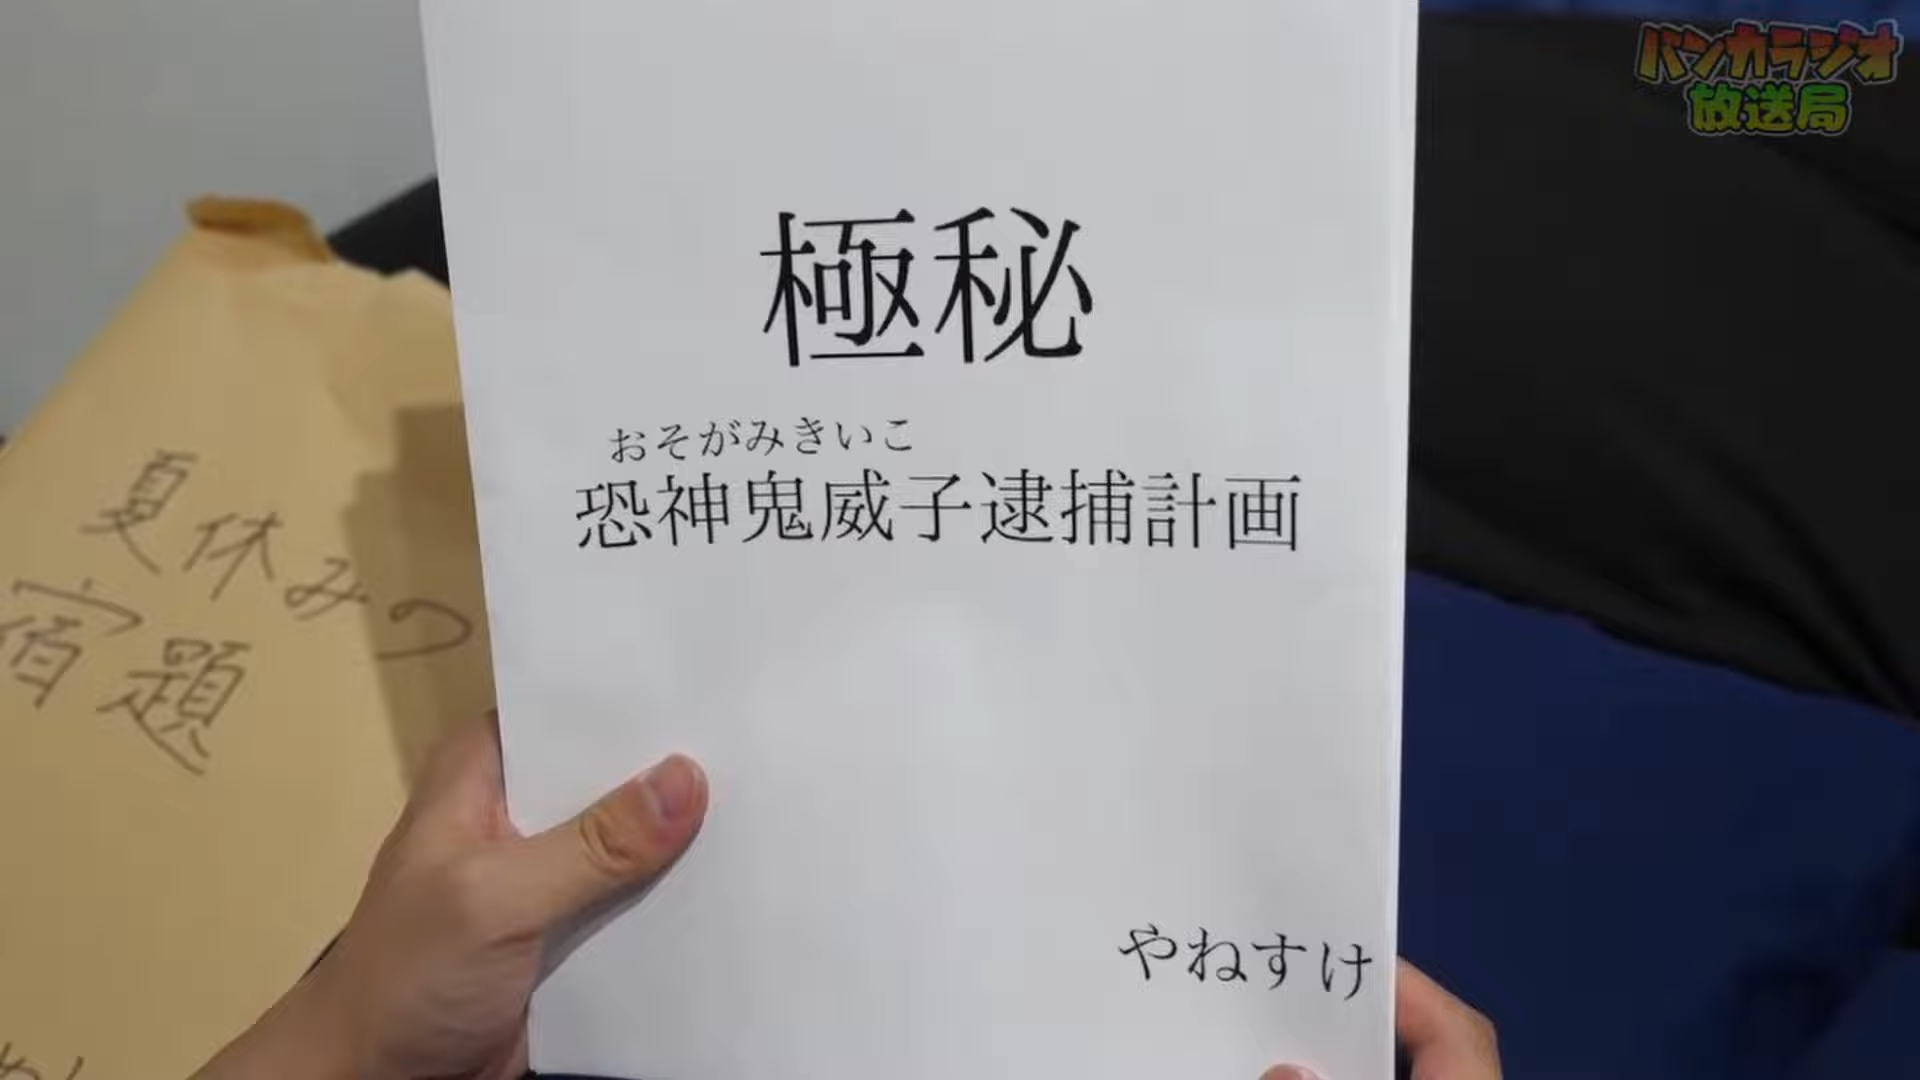 バンカラジオ
放送局
極秘
おそがみきいこ
恐神鬼威子逮捕計画
やねすけ
夏休みの
宿題